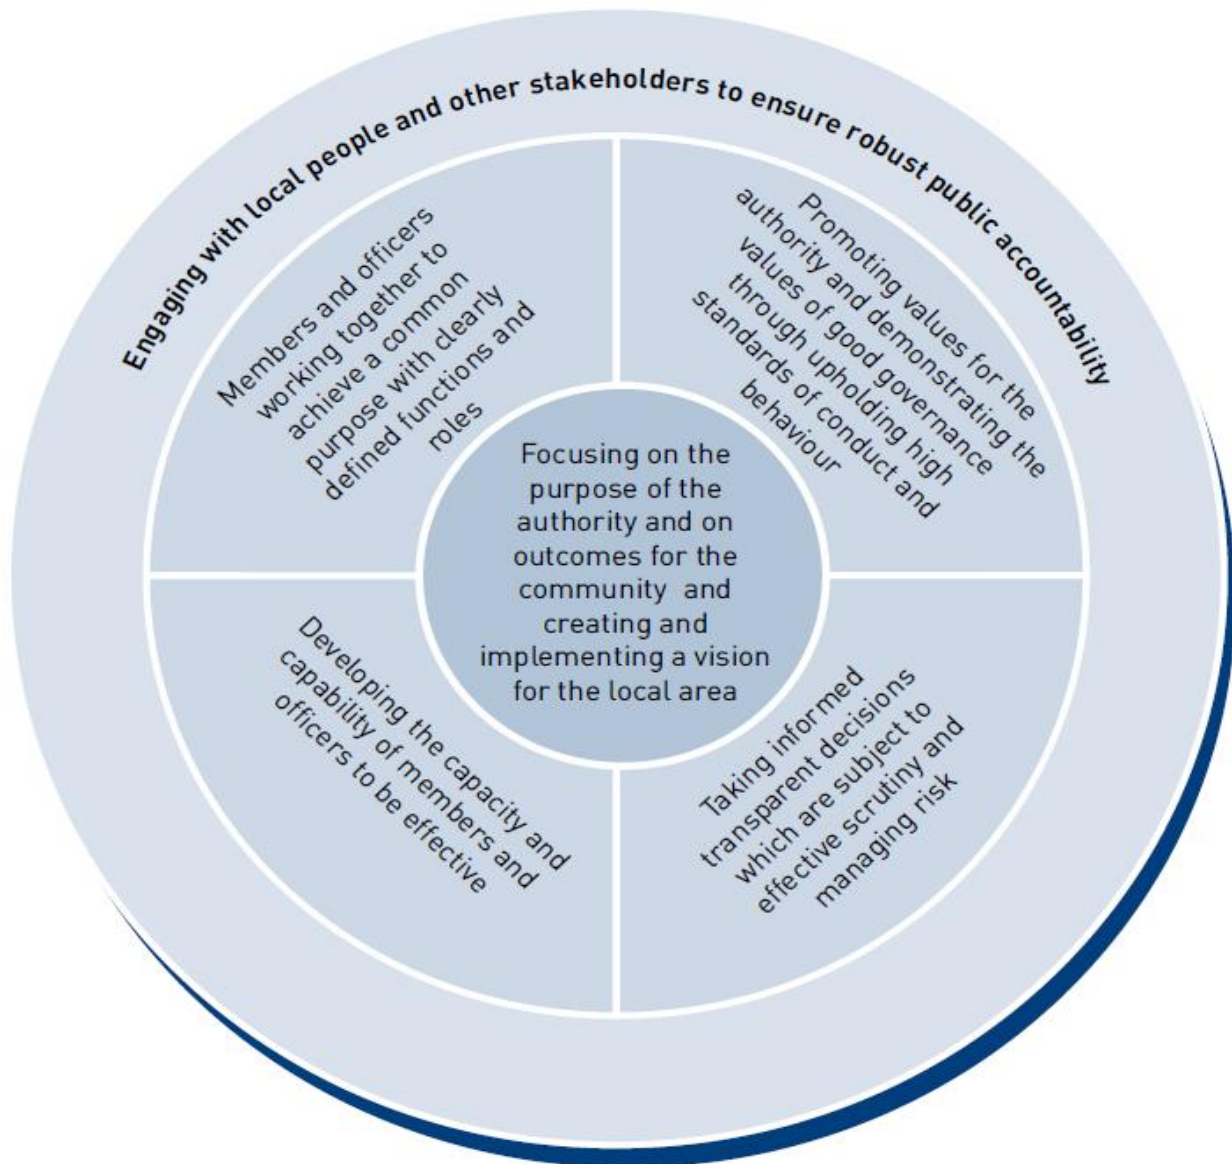 Engaging with local people and other stakeholders to ensure robust public accountability
Members and officers
working together to
achieve a common
purpose with clearly
defined functions and
roles
Promoting values for the
authority and demonstrating the
values of good governance
through upholding high
standards of conduct and
behaviour
Focusing on the
purpose of the
authority and on
outcomes for the
community and
creating and
implementing a vision
for the local area
Developing the capacity and
capability of members and
officers to be effective
Taking informed
transparent decisions
which are subject to
effective scrutiny and
managing risk